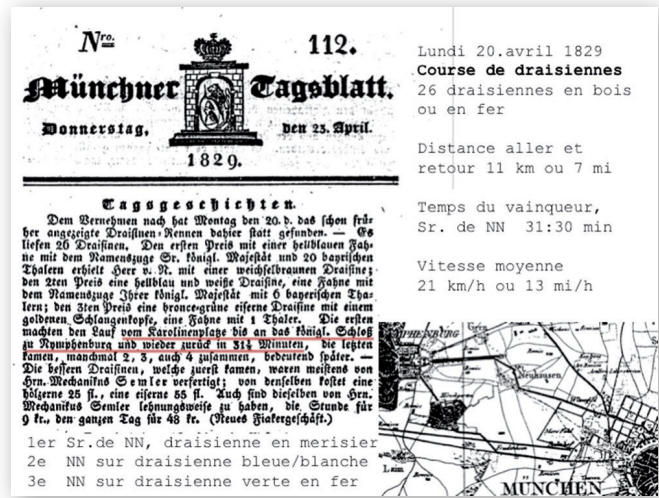 Nro. 112.
Münchner Tagsblatt.
Donnerstag, den 23. April.
1829.
Tagsgeschichten.
Dem Vernehmen nach hat Montag den 20. d. das schon früh-
her angezeigte Draisinen-Rennen dahier statt gefunden. — Es
liefen 26 Draisinen. Den ersten Preis mit einer hellblauen Fah-
ne mit dem Namenszuge Sr. königl. Majestät und 20 bayrischen
Thalern erhielt Herr v. N. mit einer weichselbraunen Draisine;
den 2ten Preis eine hellblau und weiße Draisine, eine Fahne mit
dem Namenszuge Ihrer königl. Majestät mit 6 bayrischen Tha-
lern; den 3ten Preis eine bronce-grüne eiserne Draisine mit einem
goldenen Schlangenkopfe, eine Fahne mit 1 Thaler. Die ersten
machten den Lauf vom Karolinenplatze bis an das königl. Schloß
zu Nymphenburg und wieder zurück in 31½ Minuten, die letzten
kamen, manchmal 2, 3, auch 4 zusammen, bedeutend später. —
Die bessern Draisinen, welche zuerst kamen, waren meistens von
Hrn. Mechanikus Semler verfertigt; von denselben kostet eine
hölzerne 25 fl., eine eiserne 55 fl. Auch sind dieselben von Hrn.
Mechanikus Semler lehnungsweise zu haben, die Stunde für
9 kr., den ganzen Tag für 48 kr. (Neues Fiakergeschäft.)
1er Sr.de NN, draisienne en merisier
2e NN sur draisienne bleue/blanche
3e NN sur draisienne verte en fer
Lundi 20.avril 1829
Course de draisiennes
26 draisiennes en bois
ou en fer
Distance aller et
retour 11 km ou 7 mi
Temps du vainqueur,
Sr. de NN 31:30 min
Vitesse moyenne
21 km/h ou 13 mi/h
Neuhausen
MÜNCHEN